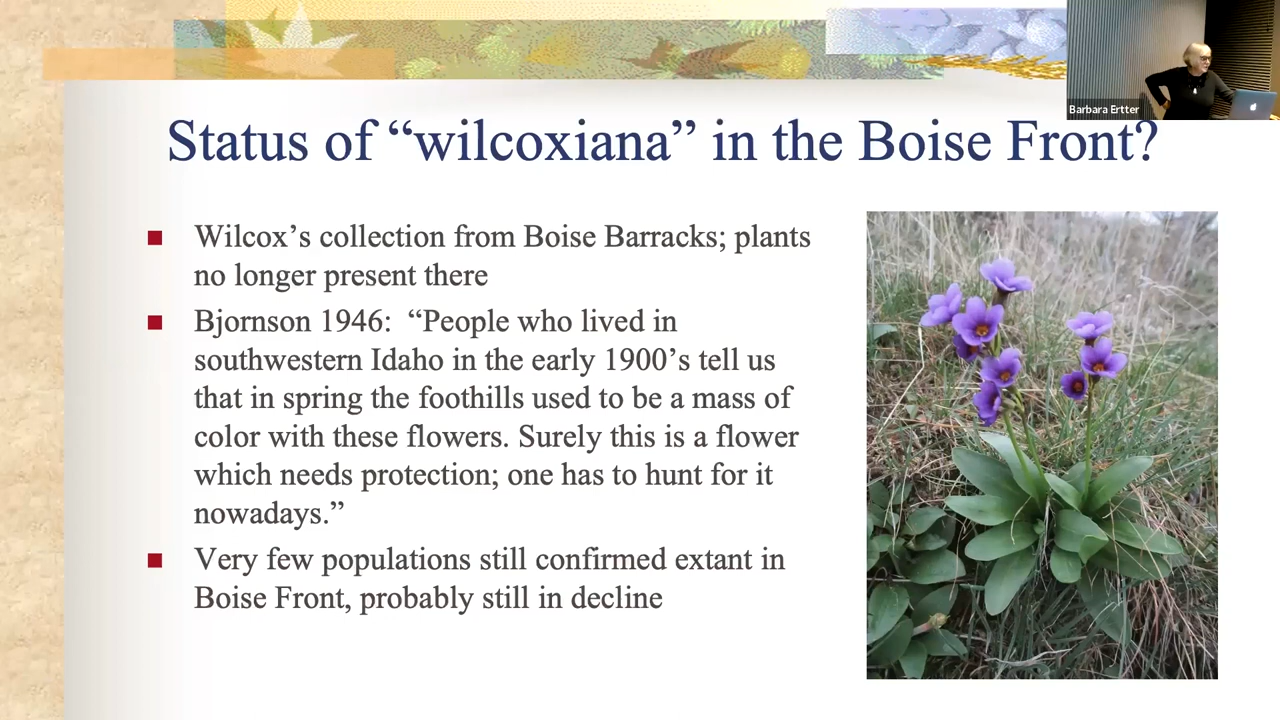 Barbara Ertter
Status of “wilcoxiana” in the Boise Front?
Wilcox’s collection from Boise Barracks; plants
no longer present there
Bjornson 1946:  “People who lived in
southwestern Idaho in the early 1900’s tell us
that in spring the foothills used to be a mass of
color with these flowers. Surely this is a flower
which needs protection; one has to hunt for it
nowadays.”
Very few populations still confirmed extant in
Boise Front, probably still in decline